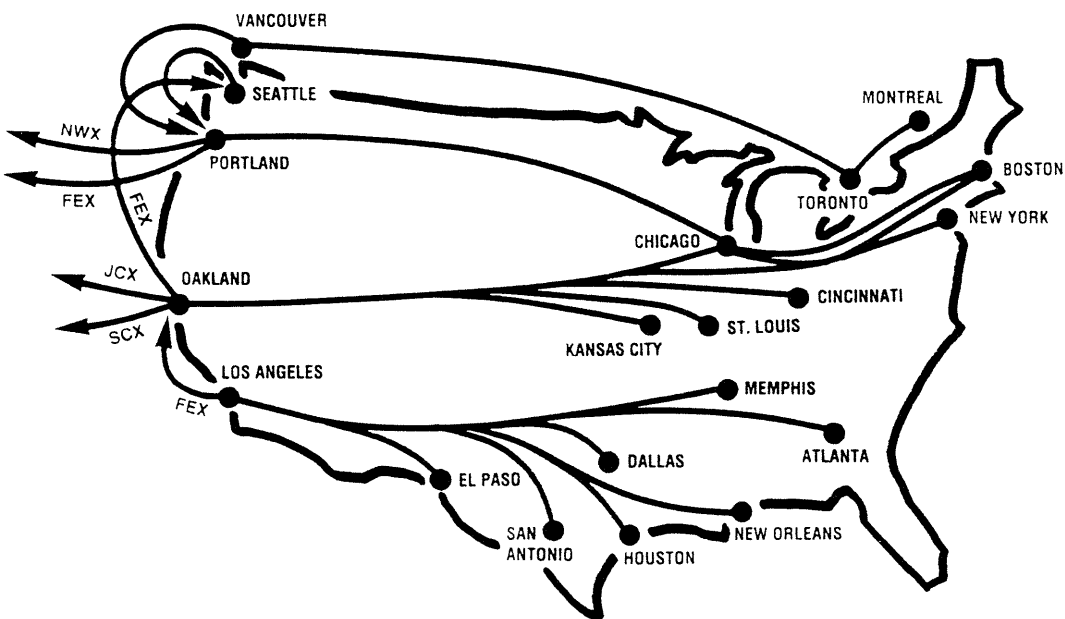 VANCOUVER
SEATTLE
MONTREAL
NWX
PORTLAND
BOSTON
FEX
TORONTO
FEX
NEW YORK
CHICAGO
JCX
OAKLAND
CINCINNATI
SCX
ST. LOUIS
KANSAS CITY
LOS ANGELES
MEMPHIS
FEX
ATLANTA
DALLAS
EL PASO
SAN
ANTONIO
HOUSTON
NEW ORLEANS